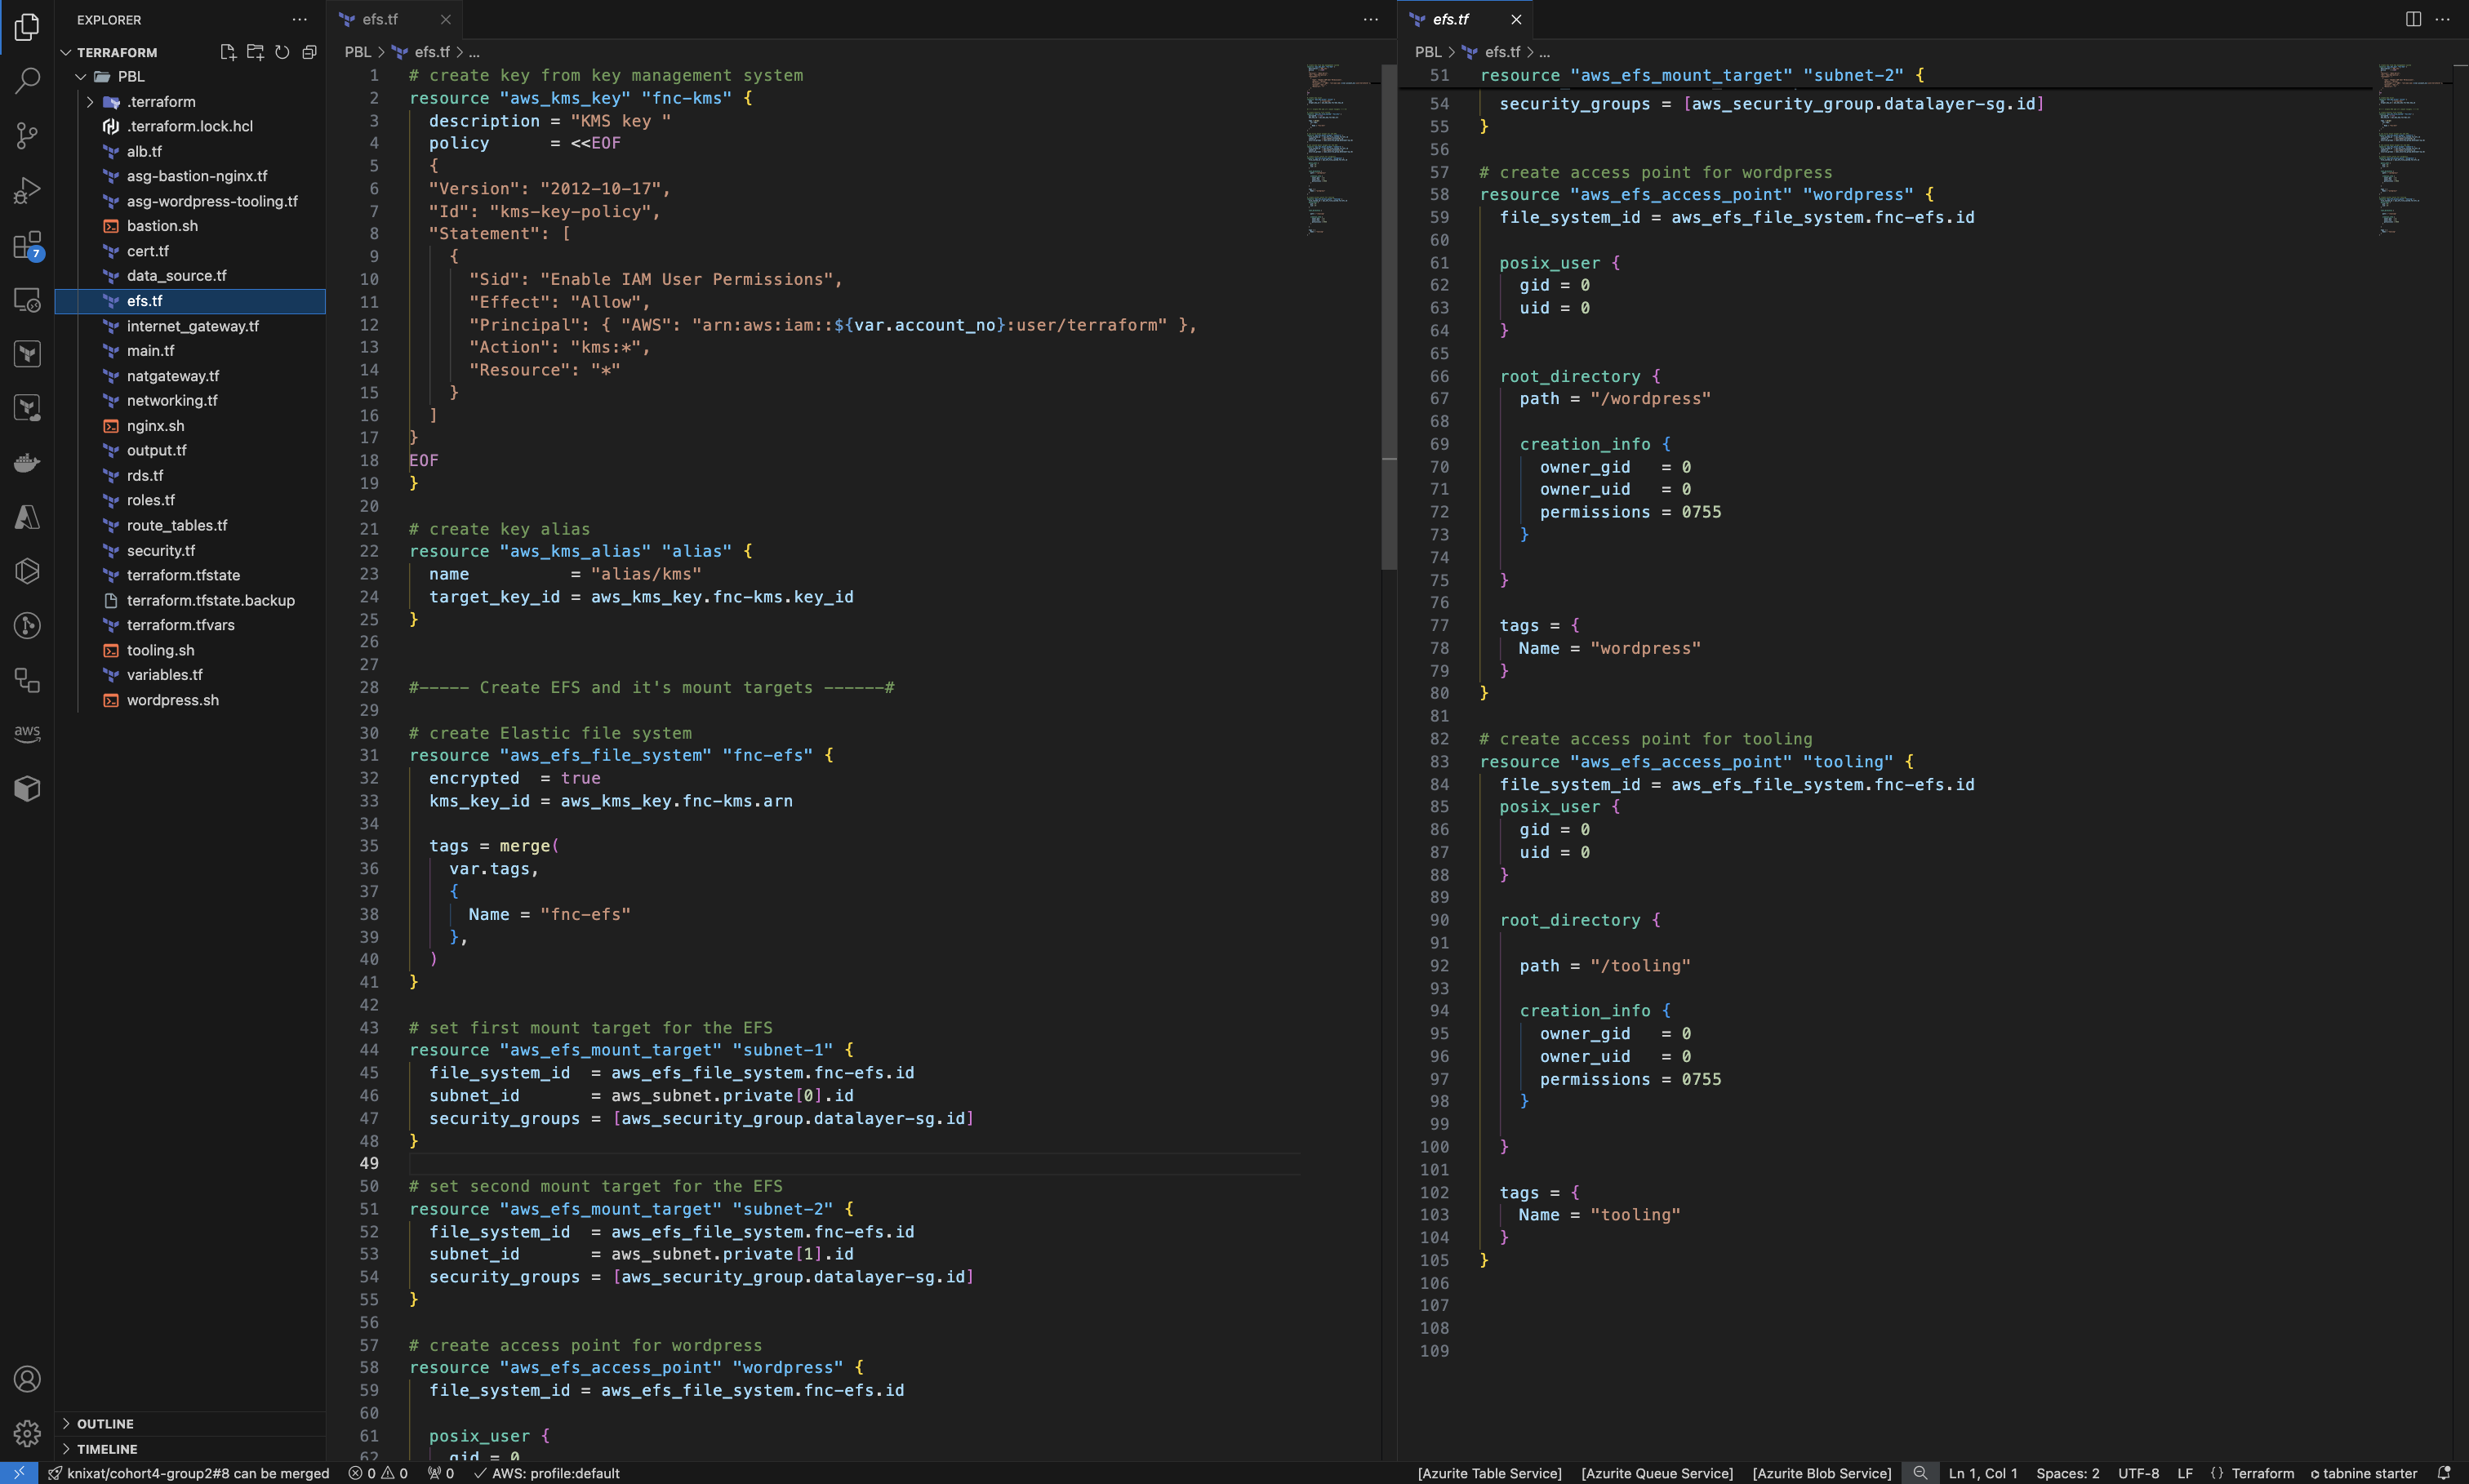 EXPLORER
TERRAFORM
PBL
.terraform
.terraform.lock.hcl
alb.tf
asg-bastion-nginx.tf
asg-wordpress-tooling.tf
bastion.sh
cert.tf
data_source.tf
efs.tf
internet_gateway.tf
main.tf
natgateway.tf
networking.tf
nginx.sh
output.tf
rds.tf
roles.tf
route_tables.tf
security.tf
terraform.tfstate
terraform.tfstate.backup
terraform.tfvars
tooling.sh
variables.tf
wordpress.sh
OUTLINE
TIMELINE
7
aws
efs.tf
PBL > efs.tf > ...
1 # create key from key management system
2 resource "aws_kms_key" "fnc-kms" {
3 description = "KMS key "
4 policy = <<EOF
5 {
6 "Version": "2012-10-17",
7 "Id": "kms-key-policy",
8 "Statement": [
9 {
10 "Sid": "Enable IAM User Permissions",
11 "Effect": "Allow",
12 "Principal": { "AWS": "arn:aws:iam::${var.account_no}:user/terraform" },
13 "Action": "kms:*",
14 "Resource": "*"
15 }
16 ]
17 }
18 EOF
19 }
20
21 # create key alias
22 resource "aws_kms_alias" "alias" {
23 name = "alias/kms"
24 target_key_id = aws_kms_key.fnc-kms.key_id
25 }
26
27
28 #----- Create EFS and it's mount targets ------#
29
30 # create Elastic file system
31 resource "aws_efs_file_system" "fnc-efs" {
32 encrypted = true
33 kms_key_id = aws_kms_key.fnc-kms.arn
34
35 tags = merge(
36 var.tags,
37 {
38 Name = "fnc-efs"
39 },
40 )
41 }
42
43 # set first mount target for the EFS
44 resource "aws_efs_mount_target" "subnet-1" {
45 file_system_id = aws_efs_file_system.fnc-efs.id
46 subnet_id = aws_subnet.private[0].id
47 security_groups = [aws_security_group.datalayer-sg.id]
48 }
49
50 # set second mount target for the EFS
51 resource "aws_efs_mount_target" "subnet-2" {
52 file_system_id = aws_efs_file_system.fnc-efs.id
53 subnet_id = aws_subnet.private[1].id
54 security_groups = [aws_security_group.datalayer-sg.id]
55 }
56
57 # create access point for wordpress
58 resource "aws_efs_access_point" "wordpress" {
59 file_system_id = aws_efs_file_system.fnc-efs.id
60
61 posix_user {
62 gid = 0
efs.tf
PBL > efs.tf > ...
51 resource "aws_efs_mount_target" "subnet-2" {
54 security_groups = [aws_security_group.datalayer-sg.id]
55 }
56
57 # create access point for wordpress
58 resource "aws_efs_access_point" "wordpress" {
59 file_system_id = aws_efs_file_system.fnc-efs.id
60
61 posix_user {
62 gid = 0
63 uid = 0
64 }
65
66 root_directory {
67 path = "/wordpress"
68
69 creation_info {
70 owner_gid = 0
71 owner_uid = 0
72 permissions = 0755
73 }
74
75 }
76
77 tags = {
78 Name = "wordpress"
79 }
80 }
81
82 # create access point for tooling
83 resource "aws_efs_access_point" "tooling" {
84 file_system_id = aws_efs_file_system.fnc-efs.id
85 posix_user {
86 gid = 0
87 uid = 0
88 }
89
90 root_directory {
91
92 path = "/tooling"
93
94 creation_info {
95 owner_gid = 0
96 owner_uid = 0
97 permissions = 0755
98 }
99
100 }
101
102 tags = {
103 Name = "tooling"
104 }
105 }
106
107
108
109
knixat/cohort4-group2#8 can be merged 0 0 0 AWS: profile:default [Azurite Table Service] [Azurite Queue Service] [Azurite Blob Service] Ln 1, Col 1 Spaces: 2 UTF-8 LF {} Terraform tabnine starter